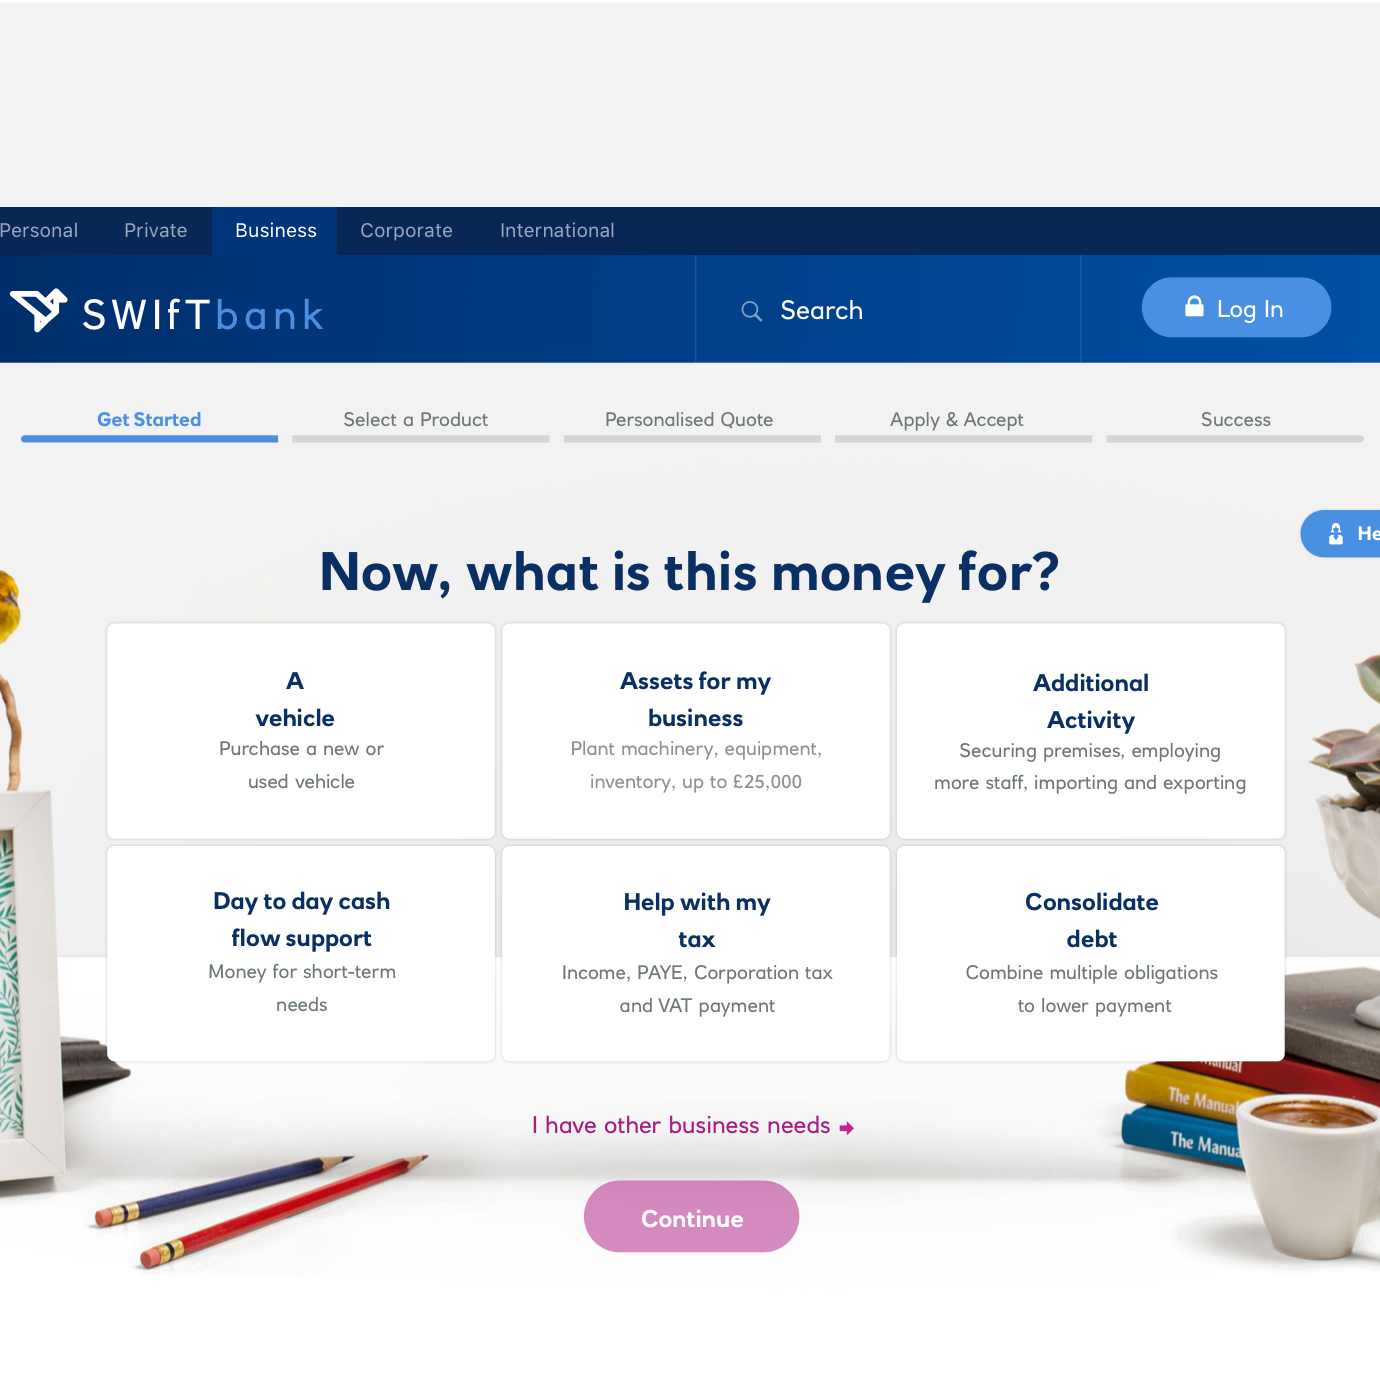 Personal Private Business Corporate International
SWIfTbank Search Log In
Get Started Select a Product Personalised Quote Apply & Accept Success
Now, what is this money for?
A
vehicle
Purchase a new or
used vehicle
Assets for my
business
Plant machinery, equipment,
inventory, up to £25,000
Additional
Activity
Securing premises, employing
more staff, importing and exporting
Day to day cash
flow support
Money for short-term
needs
Help with my
tax
Income, PAYE, Corporation tax
and VAT payment
Consolidate
debt
Combine multiple obligations
to lower payment
The Manual
The Manual
I have other business needs
Continue